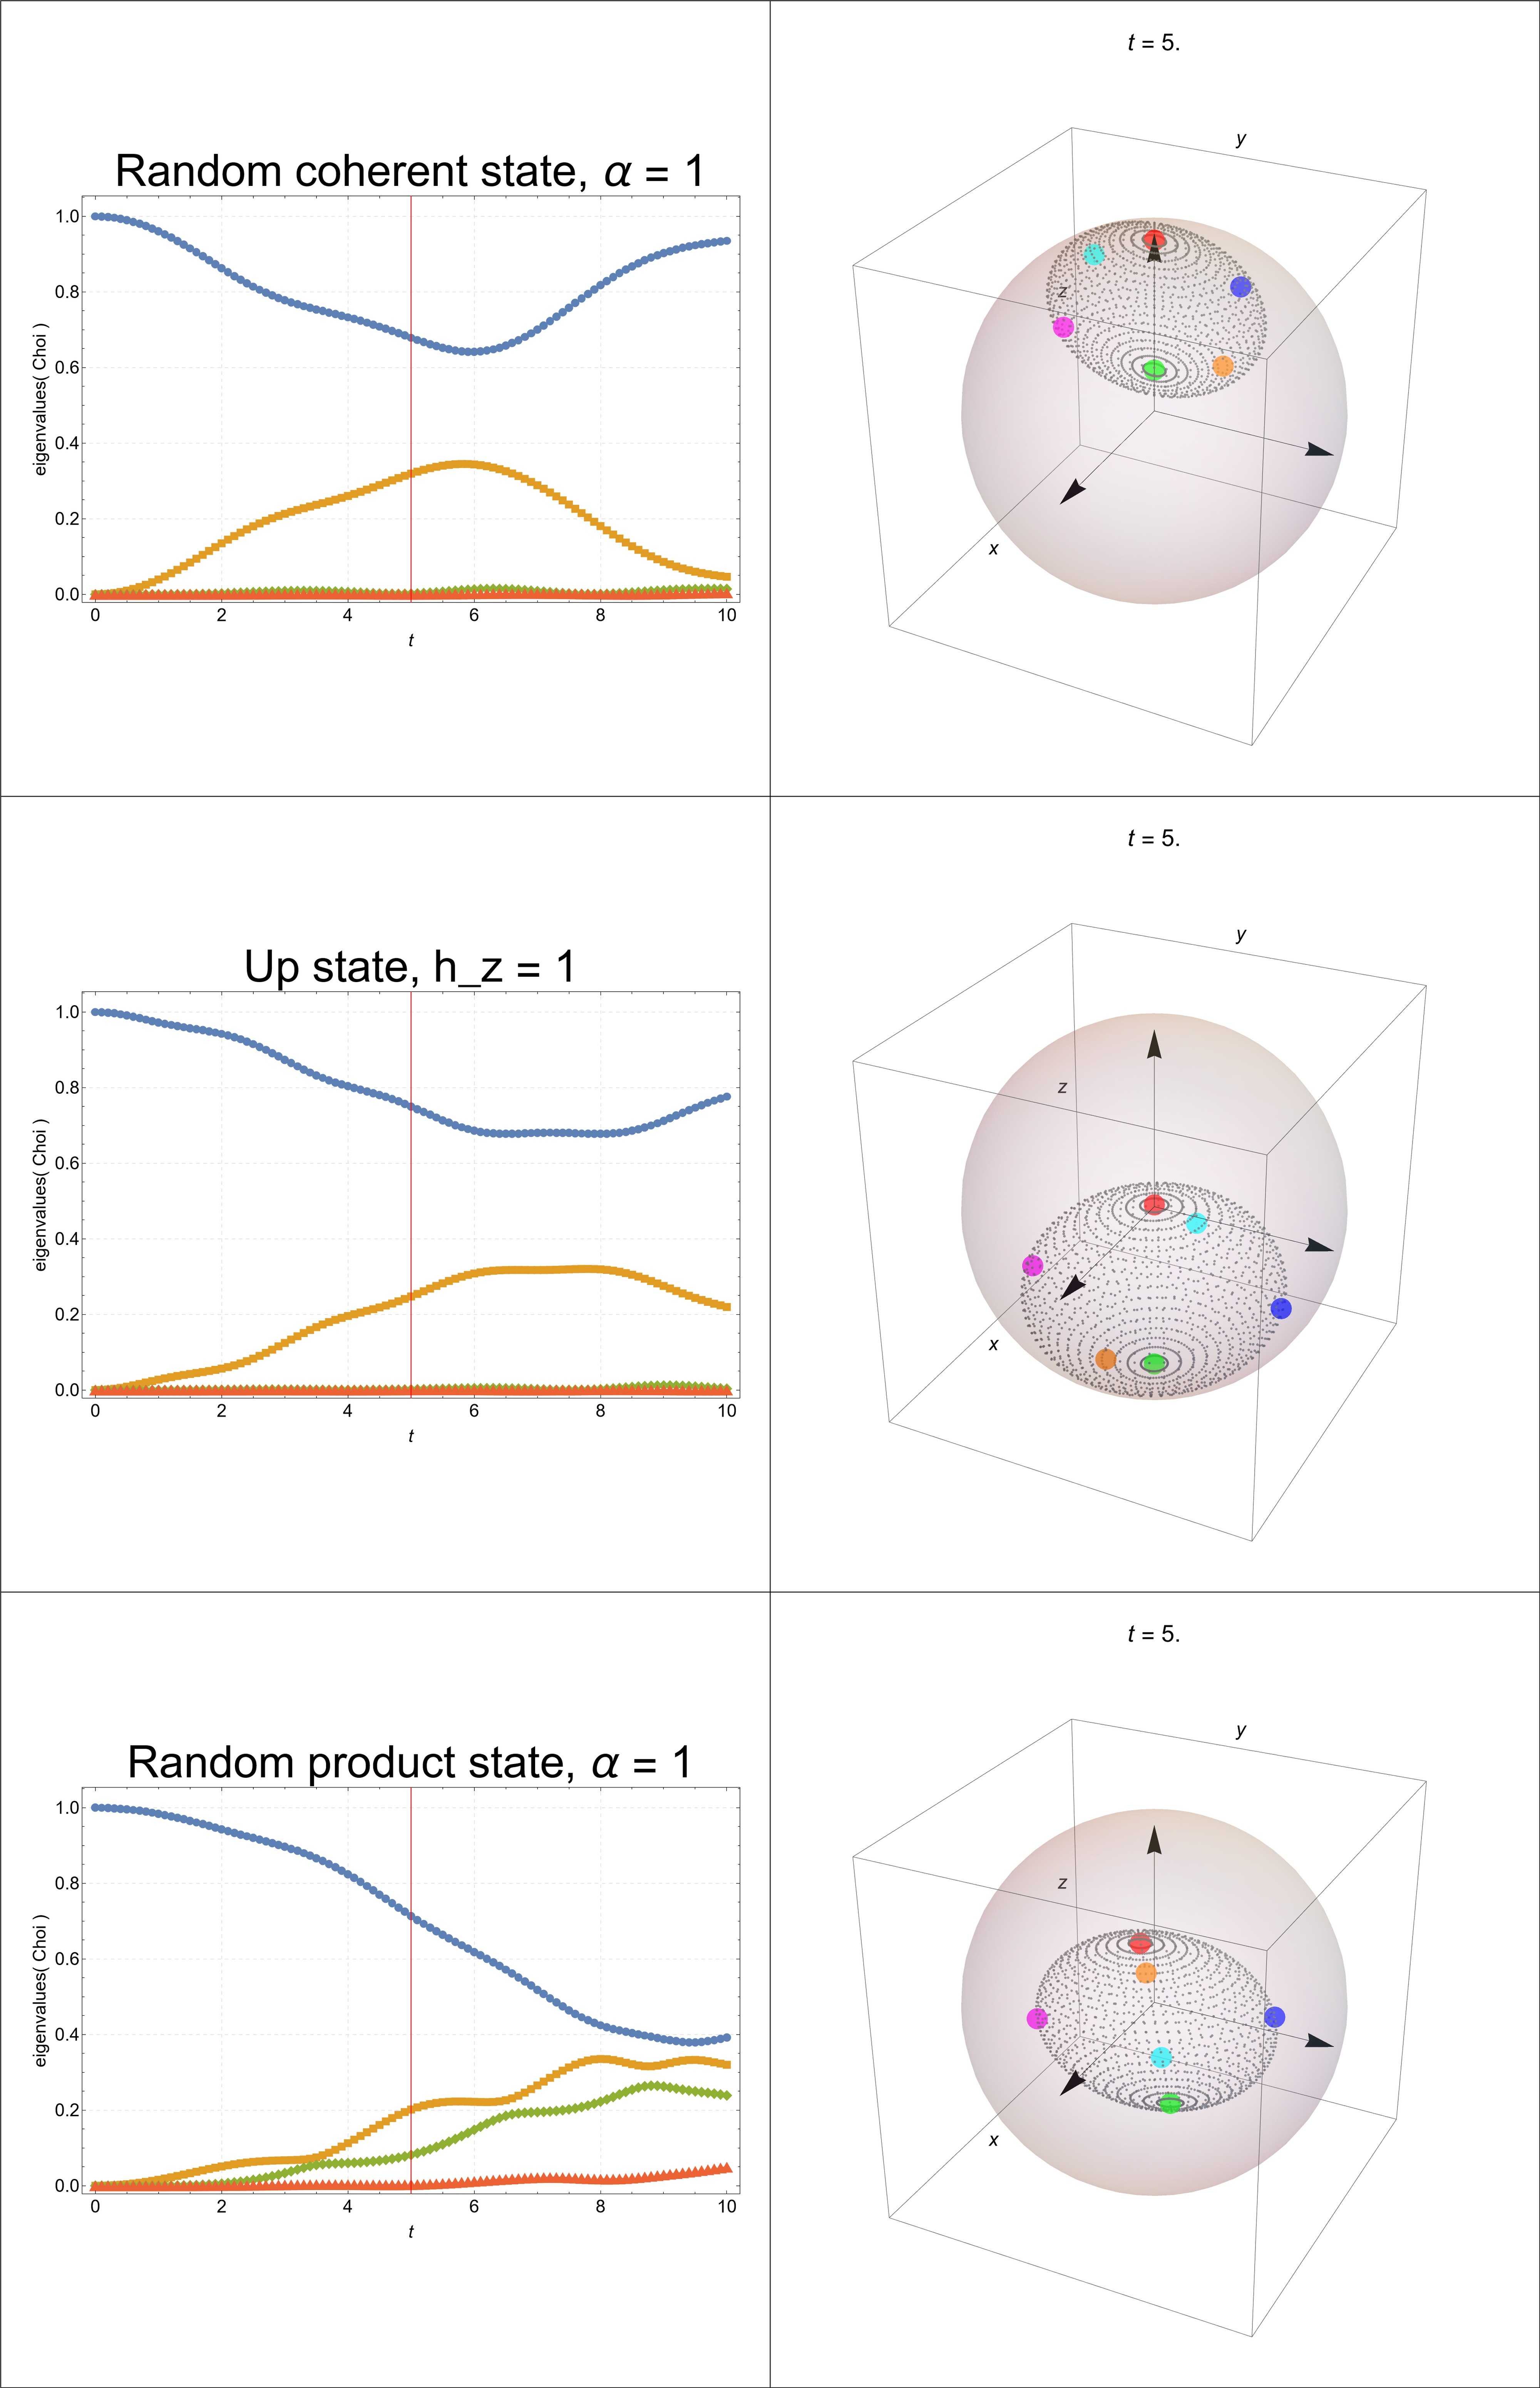 t = 5.
y
Random coherent state, α = 1
eigenvalues( Choi )
1.0
0.8
0.6
0.4
0.2
0.0
0 2 4 6 8 10
t
z
x
t = 5.
y
Up state, h_z = 1
eigenvalues( Choi )
1.0
0.8
0.6
0.4
0.2
0.0
0 2 4 6 8 10
t
z
x
t = 5.
y
Random product state, α = 1
eigenvalues( Choi )
1.0
0.8
0.6
0.4
0.2
0.0
0 2 4 6 8 10
t
z
x